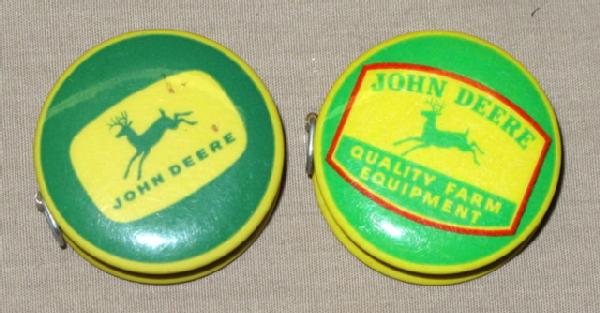 JOHN DEERE
JOHN DEERE
QUALITY FARM
EQUIPMENT